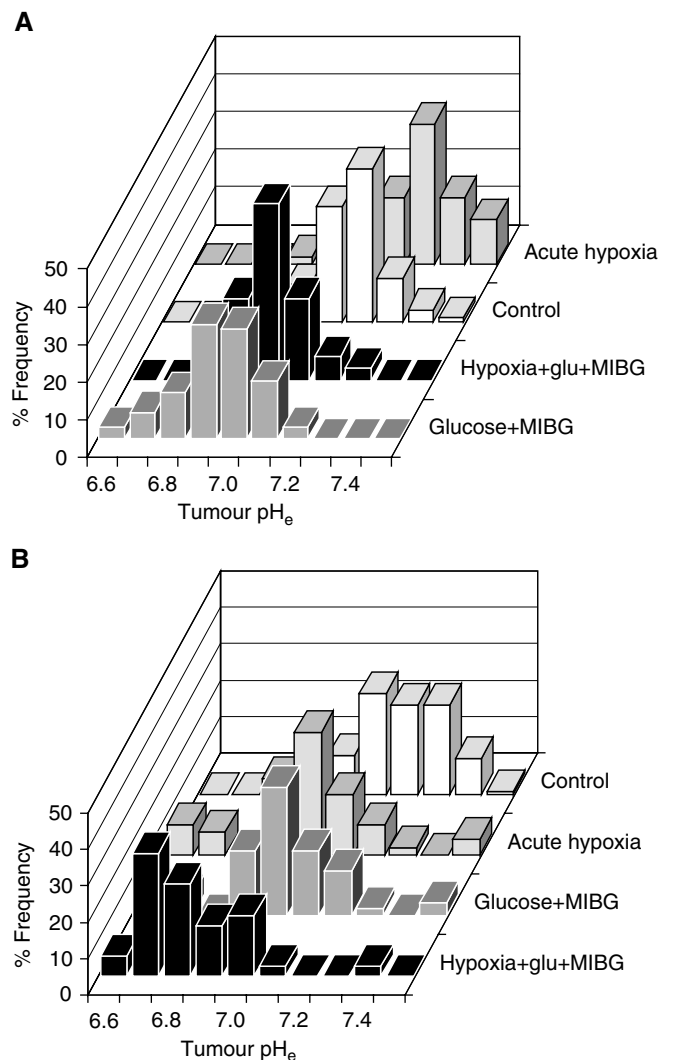 A
Acute hypoxia
Control
Hypoxia+glu+MIBG
Glucose+MIBG
50
40
30
20
10
0
% Frequency
6.6 6.8 7.0 7.2 7.4
Tumour pHe
B
Control
Acute hypoxia
Glucose+MIBG
Hypoxia+glu+MIBG
50
40
30
20
10
0
% Frequency
6.6 6.8 7.0 7.2 7.4
Tumour pHe